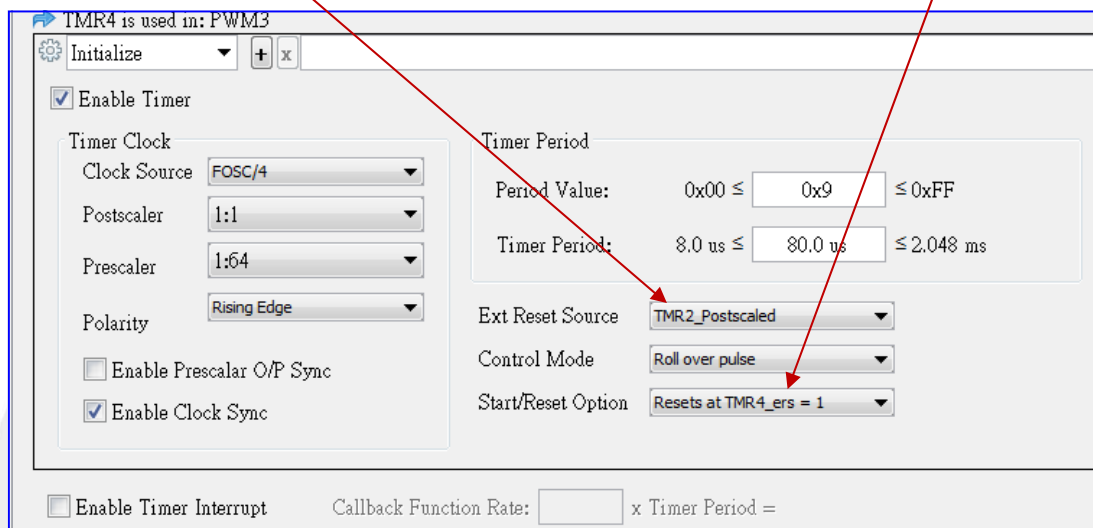 TMR4 is used in: PWM3
Initialize + x
Enable Timer
Timer Clock
Clock Source FOSC/4
Postscaler 1:1
Prescaler 1:64
Polarity Rising Edge
Enable Prescalar O/P Sync
Enable Clock Sync
Timer Period
Period Value: 0x00 ≤ 0x9 ≤ 0xFF
Timer Period: 8.0 us ≤ 80.0 us ≤ 2.048 ms
Ext Reset Source TMR2_Postscaled
Control Mode Roll over pulse
Start/Reset Option Resets at TMR4_ers = 1
Enable Timer Interrupt Callback Function Rate: x Timer Period =